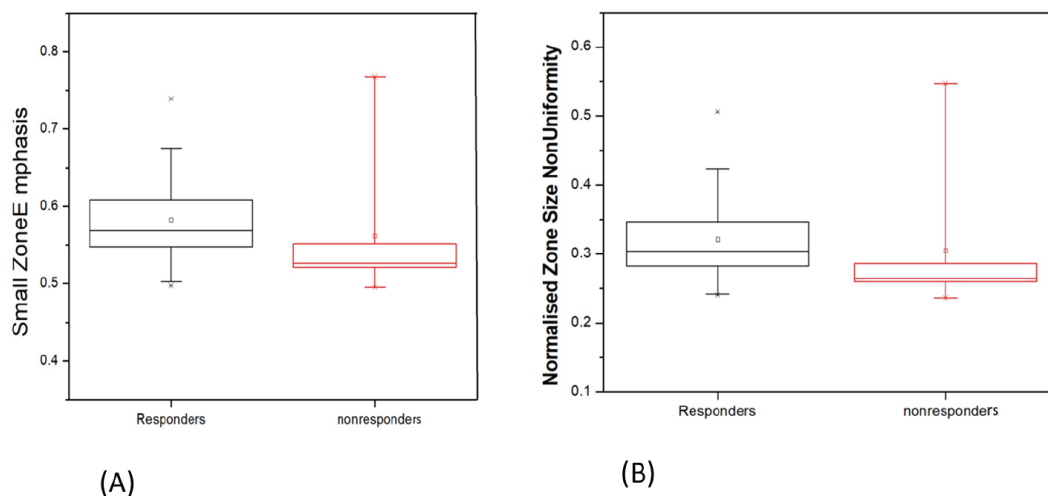 Small ZoneE mphasis
0.8
0.7
0.6
0.5
0.4
Responders
nonresponders
(A)
Normalised Zone Size NonUniformity
0.6
0.5
0.4
0.3
0.2
0.1
Responders
nonresponders
(B)